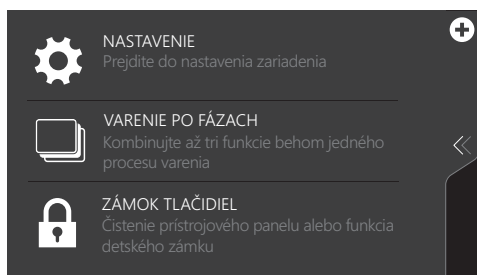 NASTAVENIE
Prejdite do nastavenia zariadenia
VARENIE PO FÁZACH
Kombinujte až tri funkcie behom jedného
procesu varenia
ZÁMOK TLAČIDIEL
Čistenie prístrojového panelu alebo funkcia
detského zámku